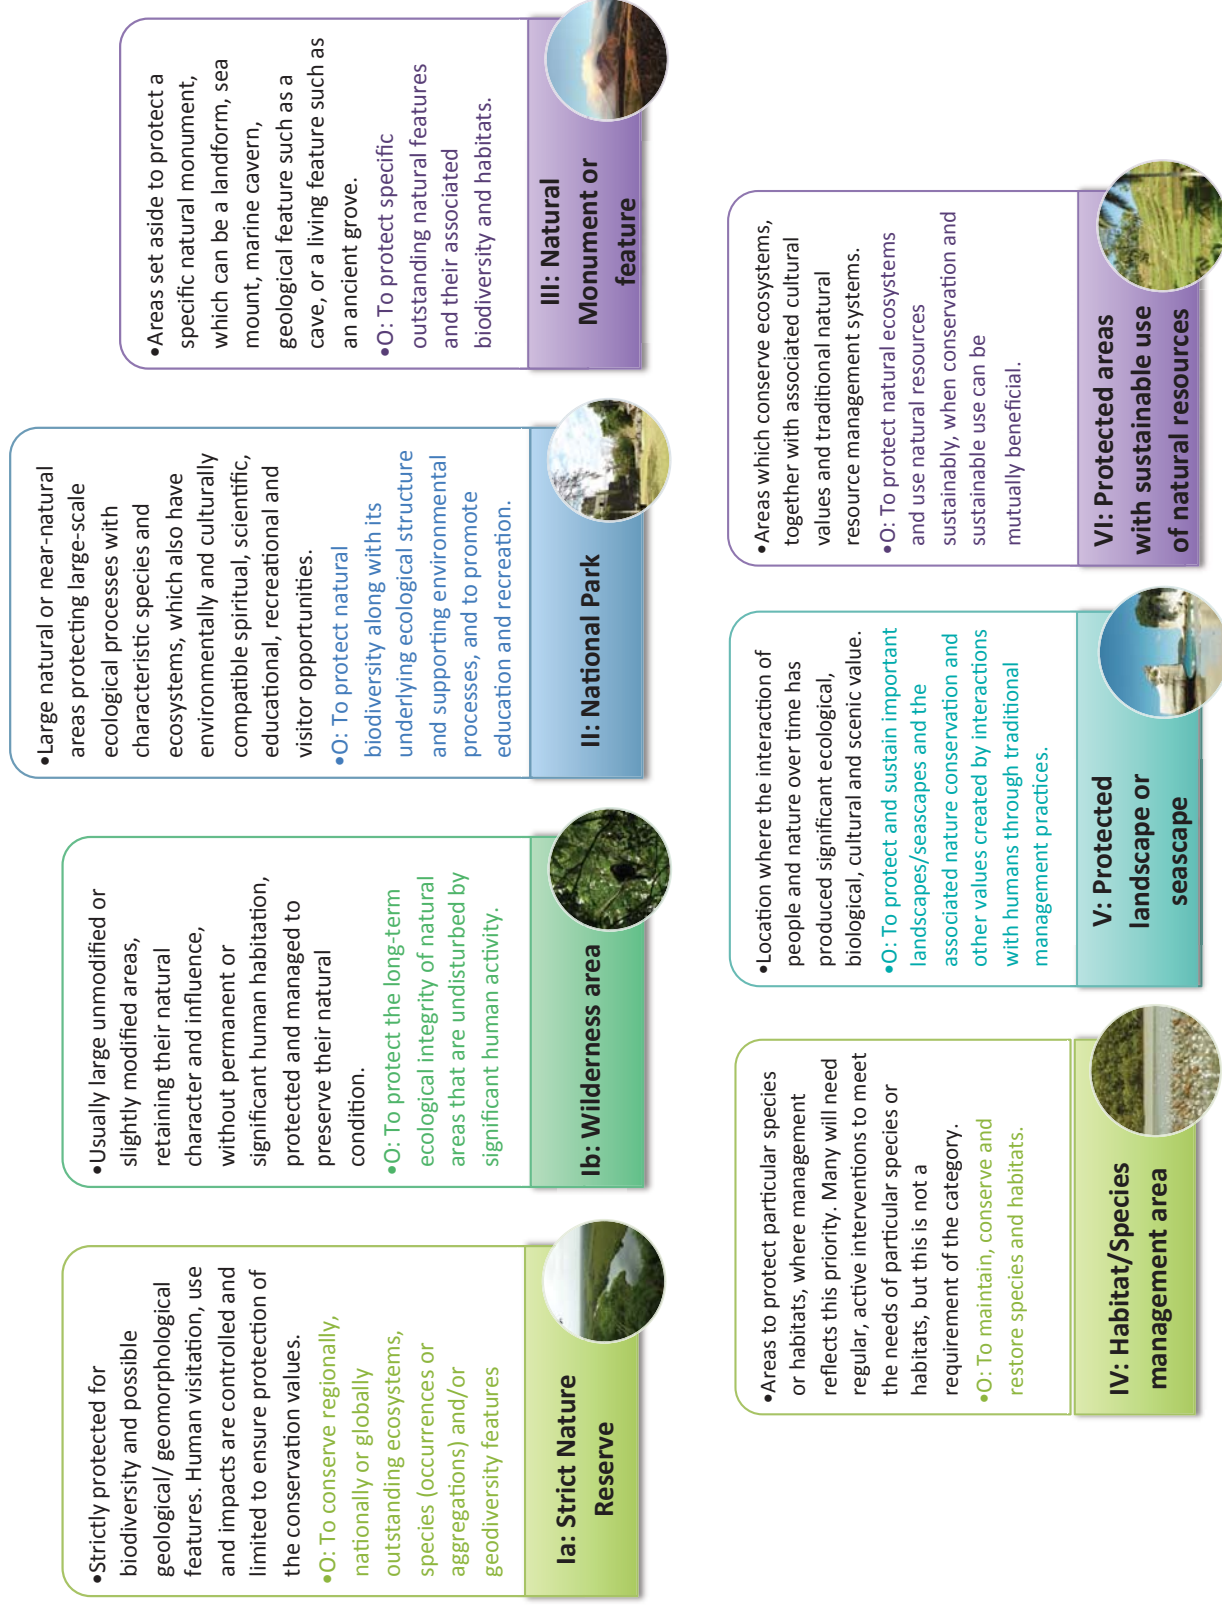 •Strictly protected for
biodiversity and possible
geological/ geomorphological
features. Human visitation, use
and impacts are controlled and
limited to ensure protection of
the conservation values.
•O: To conserve regionally,
nationally or globally
outstanding ecosystems,
species (occurrences or
aggregations) and/or
geodiversity features
Ia: Strict Nature
Reserve
•Usually large unmodified or
slightly modified areas,
retaining their natural
character and influence,
without permanent or
significant human habitation,
protected and managed to
preserve their natural
condition.
•O: To protect the long-term
ecological integrity of natural
areas that are undisturbed by
significant human activity.
Ib: Wilderness area
•Large natural or near-natural
areas protecting large-scale
ecological processes with
characteristic species and
ecosystems, which also have
environmentally and culturally
compatible spiritual, scientific,
educational, recreational and
visitor opportunities.
•O: To protect natural
biodiversity along with its
underlying ecological structure
and supporting environmental
processes, and to promote
education and recreation.
II: National Park
•Areas set aside to protect a
specific natural monument,
which can be a landform, sea
mount, marine cavern,
geological feature such as a
cave, or a living feature such as
an ancient grove.
•O: To protect specific
outstanding natural features
and their associated
biodiversity and habitats.
III: Natural
Monument or
feature
•Areas to protect particular species
or habitats, where management
reflects this priority. Many will need
regular, active interventions to meet
the needs of particular species or
habitats, but this is not a
requirement of the category.
•O: To maintain, conserve and
restore species and habitats.
IV: Habitat/Species
management area
•Location where the interaction of
people and nature over time has
produced significant ecological,
biological, cultural and scenic value.
•O: To protect and sustain important
landscapes/seascapes and the
associated nature conservation and
other values created by interactions
with humans through traditional
management practices.
V: Protected
landscape or
seascape
•Areas which conserve ecosystems,
together with associated cultural
values and traditional natural
resource management systems.
•O: To protect natural ecosystems
and use natural resources
sustainably, when conservation and
sustainable use can be
mutually beneficial.
VI: Protected areas
with sustainable use
of natural resources